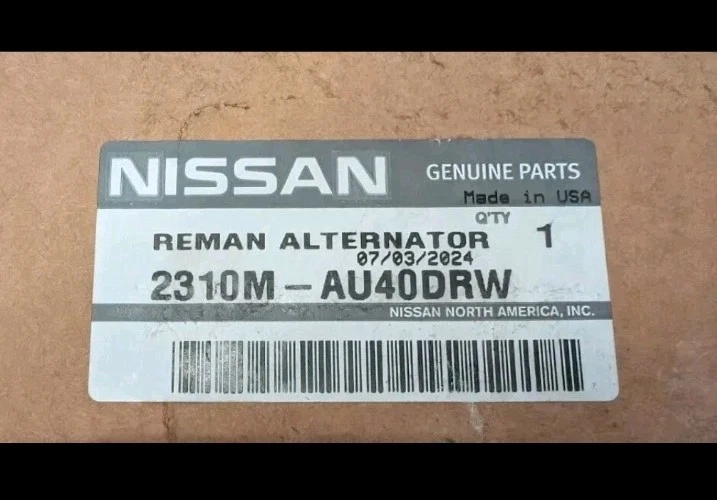 NISSAN GENUINE PARTS
Made in USA
Q'TY
REMAN ALTERNATOR 1
07/03/2024
2310M-AU40DRW
NISSAN NORTH AMERICA, INC.